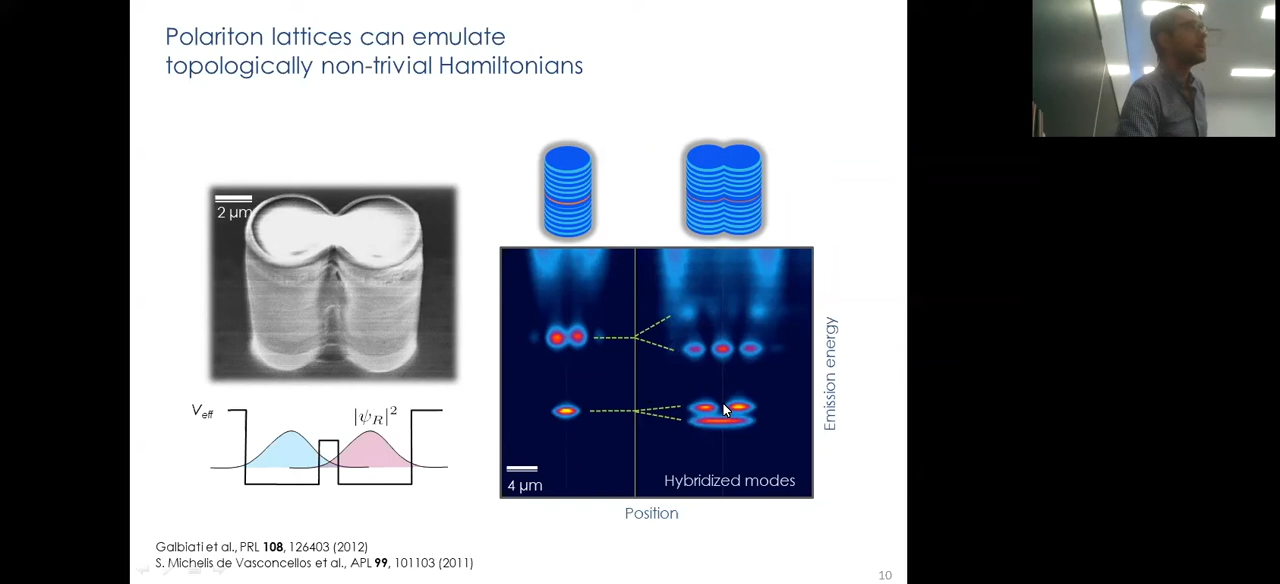 Polariton lattices can emulate
topologically non-trivial Hamiltonians
2 μm
V_eff
|ψ_R|²
4 μm
Hybridized modes
Position
Emission energy
Galbiati et al., PRL 108, 126403 (2012)
S. Michelis de Vasconcellos et al., APL 99, 101103 (2011)
10